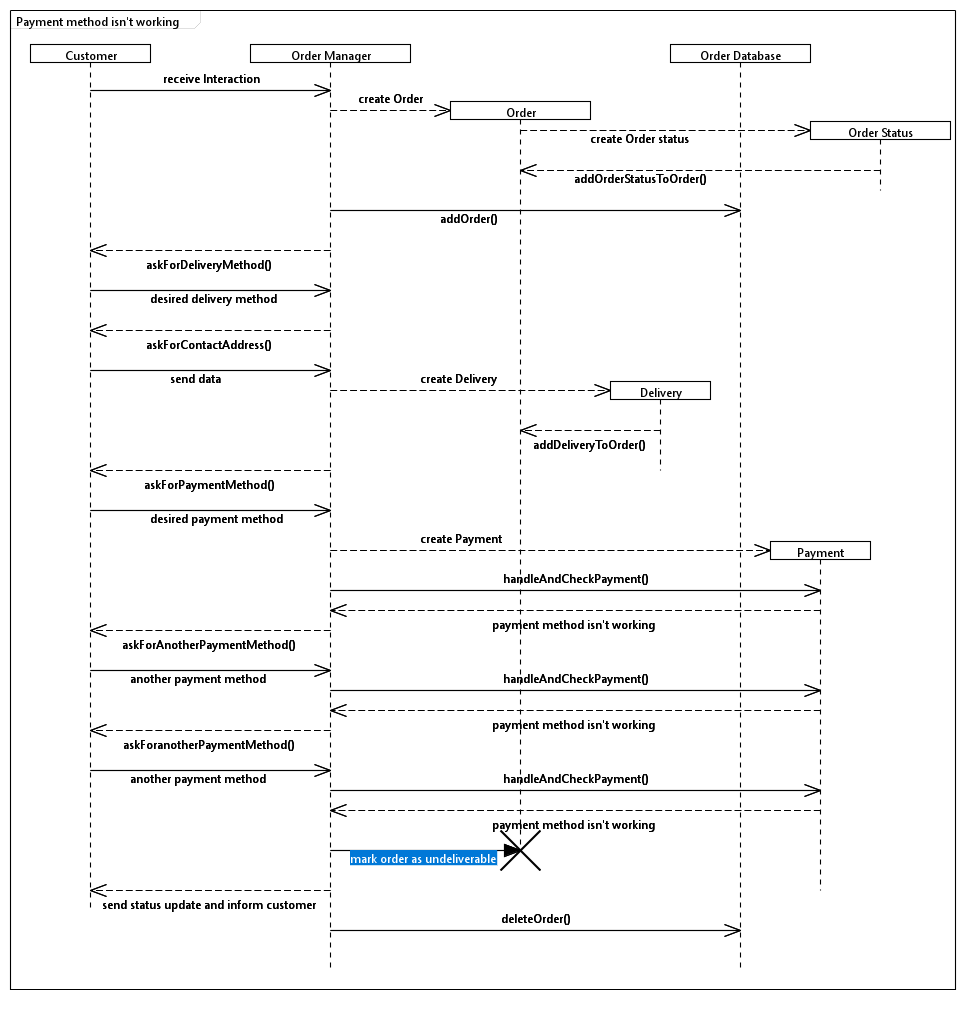 Payment method isn't working
Customer
Order Manager
Order Database
receive Interaction
create Order
Order
Order Status
create Order status
addOrderStatusToOrder()
addOrder()
askForDeliveryMethod()
desired delivery method
askForContactAddress()
send data
create Delivery
Delivery
addDeliveryToOrder()
askForPaymentMethod()
desired payment method
create Payment
Payment
handleAndCheckPayment()
payment method isn't working
askForAnotherPaymentMethod()
another payment method
handleAndCheckPayment()
payment method isn't working
askForanotherPaymentMethod()
another payment method
handleAndCheckPayment()
payment method isn't working
mark order as undeliverable
send status update and inform customer
deleteOrder()